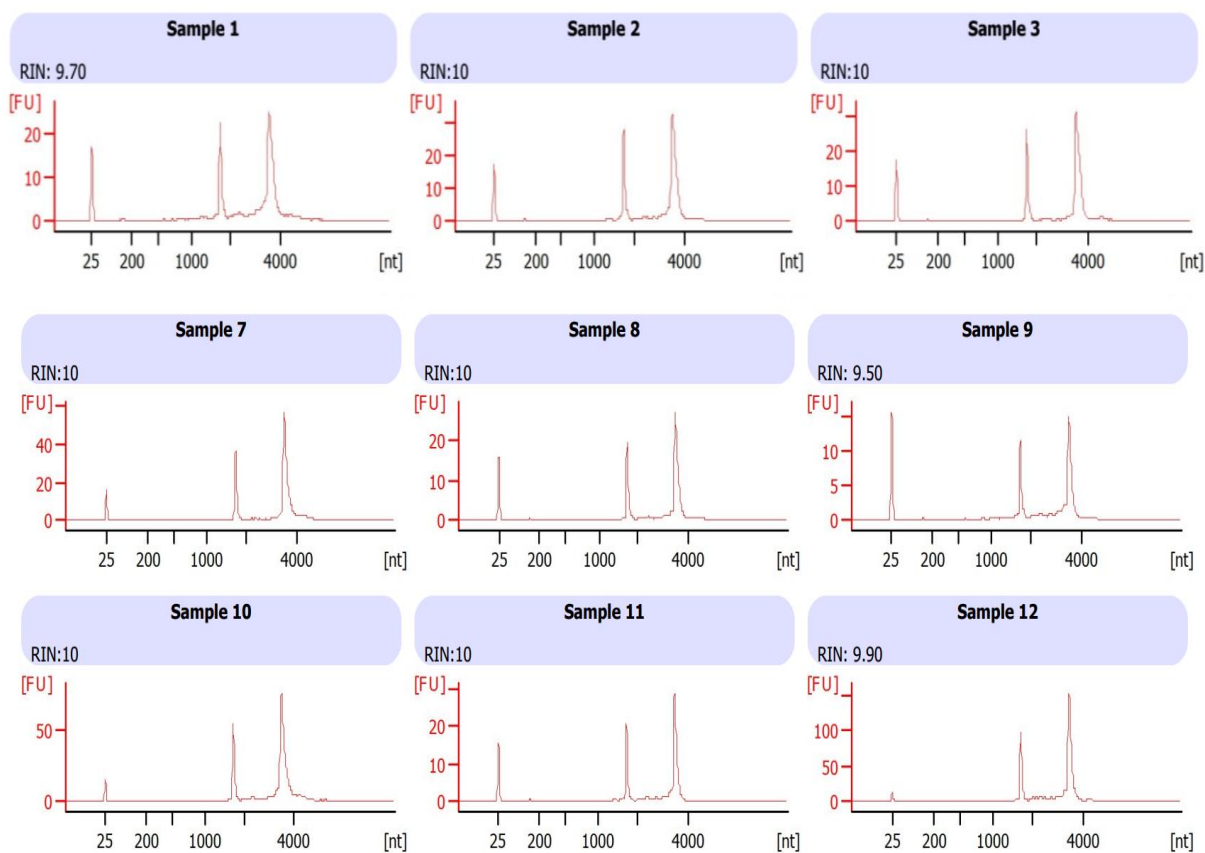 Sample 1 Sample 2 Sample 3
RIN: 9.70 RIN:10 RIN:10
[FU] [FU] [FU]
20 20 20
10 10 10
0 0 0
25 200 1000 4000 [nt] 25 200 1000 4000 [nt] 25 200 1000 4000 [nt]
Sample 7 Sample 8 Sample 9
RIN:10 RIN:10 RIN: 9.50
[FU] [FU] [FU]
40 20 10
20 10 5
0 0 0
25 200 1000 4000 [nt] 25 200 1000 4000 [nt] 25 200 1000 4000 [nt]
Sample 10 Sample 11 Sample 12
RIN:10 RIN:10 RIN: 9.90
[FU] [FU] [FU]
50 20 100
10 50
0 0 0
25 200 1000 4000 [nt] 25 200 1000 4000 [nt] 25 200 1000 4000 [nt]